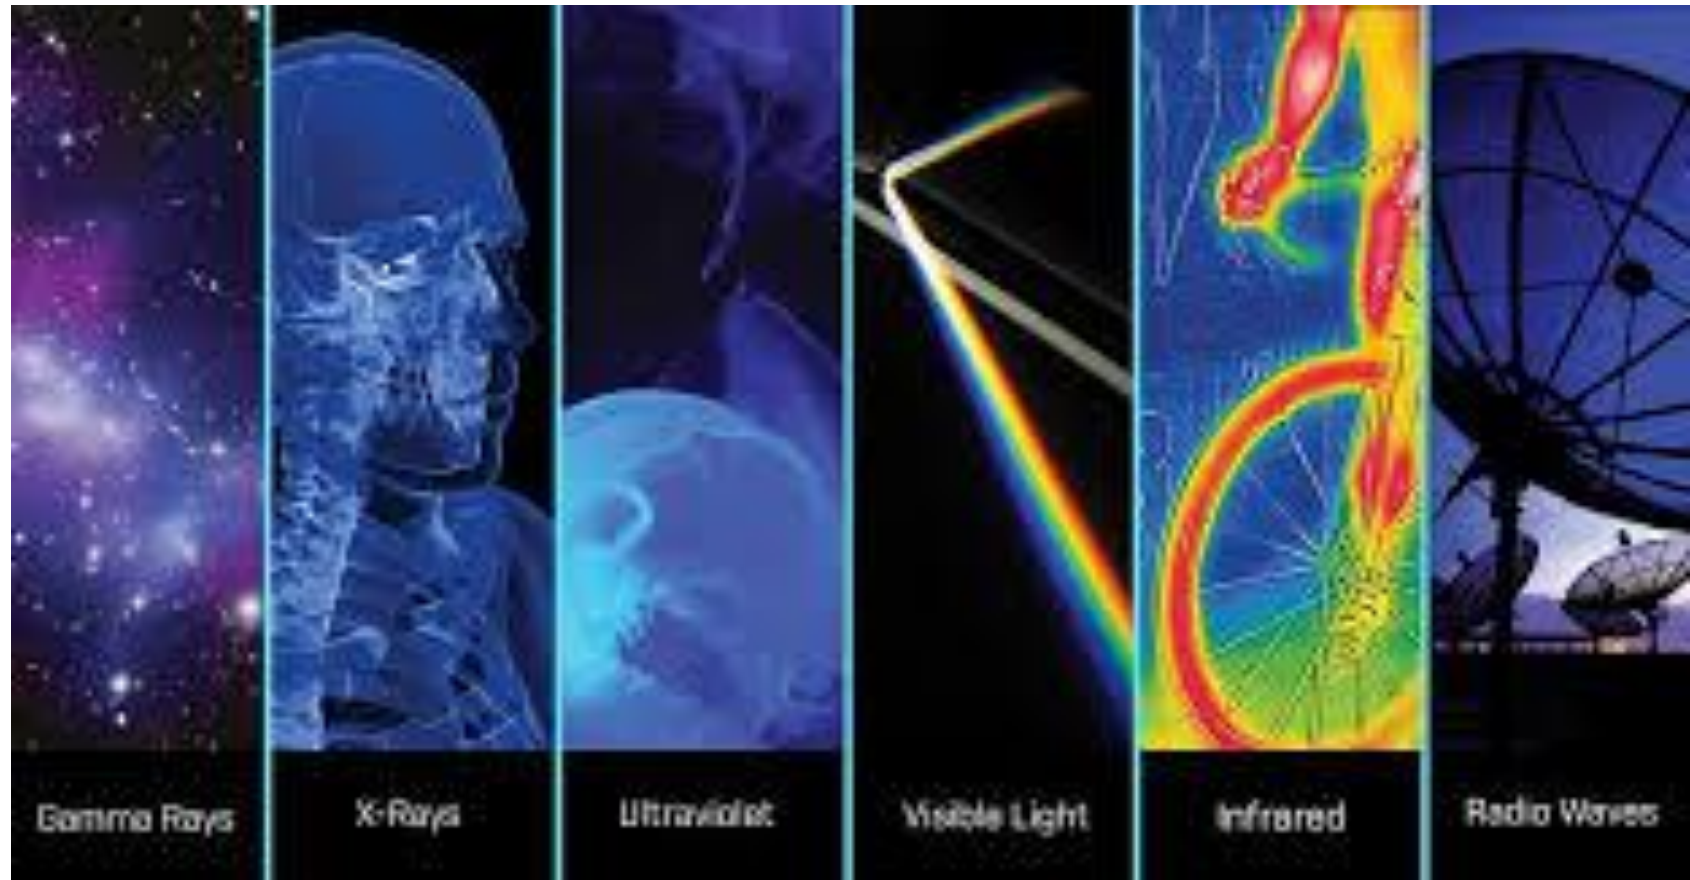 Gamma Rays
X-Rays
Ultraviolet
Visible Light
Infrared
Radio Waves